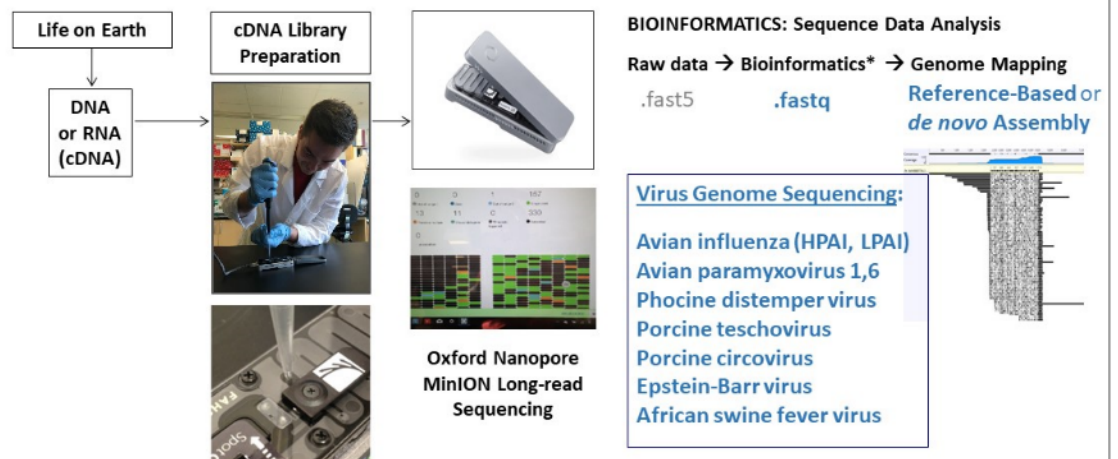 Life on Earth
DNA
or RNA
(cDNA)
cDNA Library
Preparation
Oxford Nanopore
MinION Long-read
Sequencing
BIOINFORMATICS: Sequence Data Analysis
Raw data → Bioinformatics* → Genome Mapping
.fast5 .fastq Reference-Based or
de novo Assembly
Virus Genome Sequencing:
Avian influenza (HPAI, LPAI)
Avian paramyxovirus 1,6
Phocine distemper virus
Porcine teschovirus
Porcine circovirus
Epstein-Barr virus
African swine fever virus